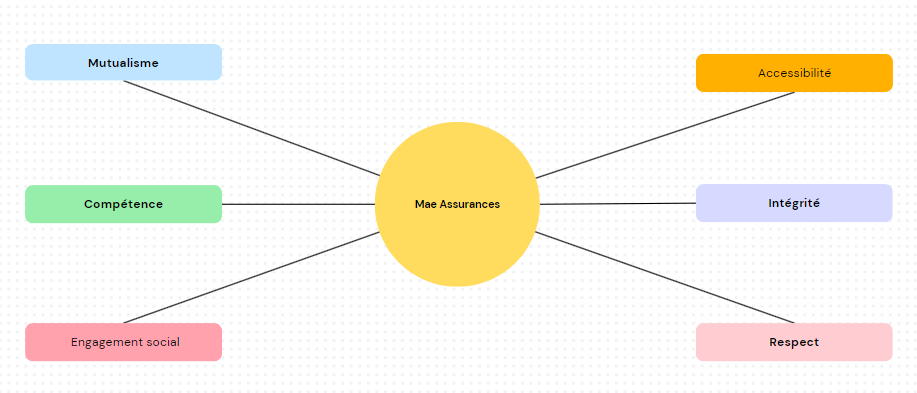 Mutualisme
Accessibilité
Compétence
Mae Assurances
Intégrité
Engagement social
Respect